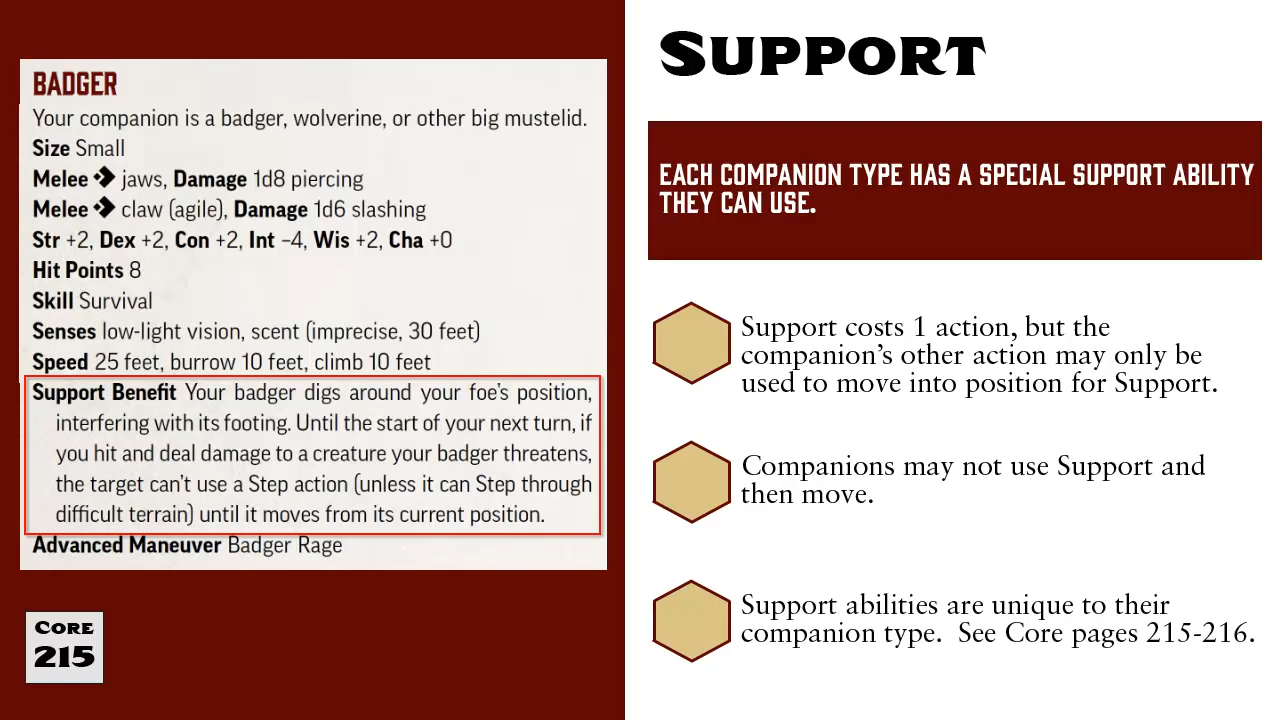 BADGER
Your companion is a badger, wolverine, or other big mustelid.
Size Small
Melee jaws, Damage 1d8 piercing
Melee claw (agile), Damage 1d6 slashing
Str +2, Dex +2, Con +2, Int −4, Wis +2, Cha +0
Hit Points 8
Skill Survival
Senses low-light vision, scent (imprecise, 30 feet)
Speed 25 feet, burrow 10 feet, climb 10 feet
Support Benefit Your badger digs around your foe's position,
interfering with its footing. Until the start of your next turn, if
you hit and deal damage to a creature your badger threatens,
the target can't use a Step action (unless it can Step through
difficult terrain) until it moves from its current position.
Advanced Maneuver Badger Rage
CORE
215
SUPPORT
EACH COMPANION TYPE HAS A SPECIAL SUPPORT ABILITY
THEY CAN USE.
Support costs 1 action, but the
companion’s other action may only be
used to move into position for Support.
Companions may not use Support and
then move.
Support abilities are unique to their
companion type.  See Core pages 215-216.